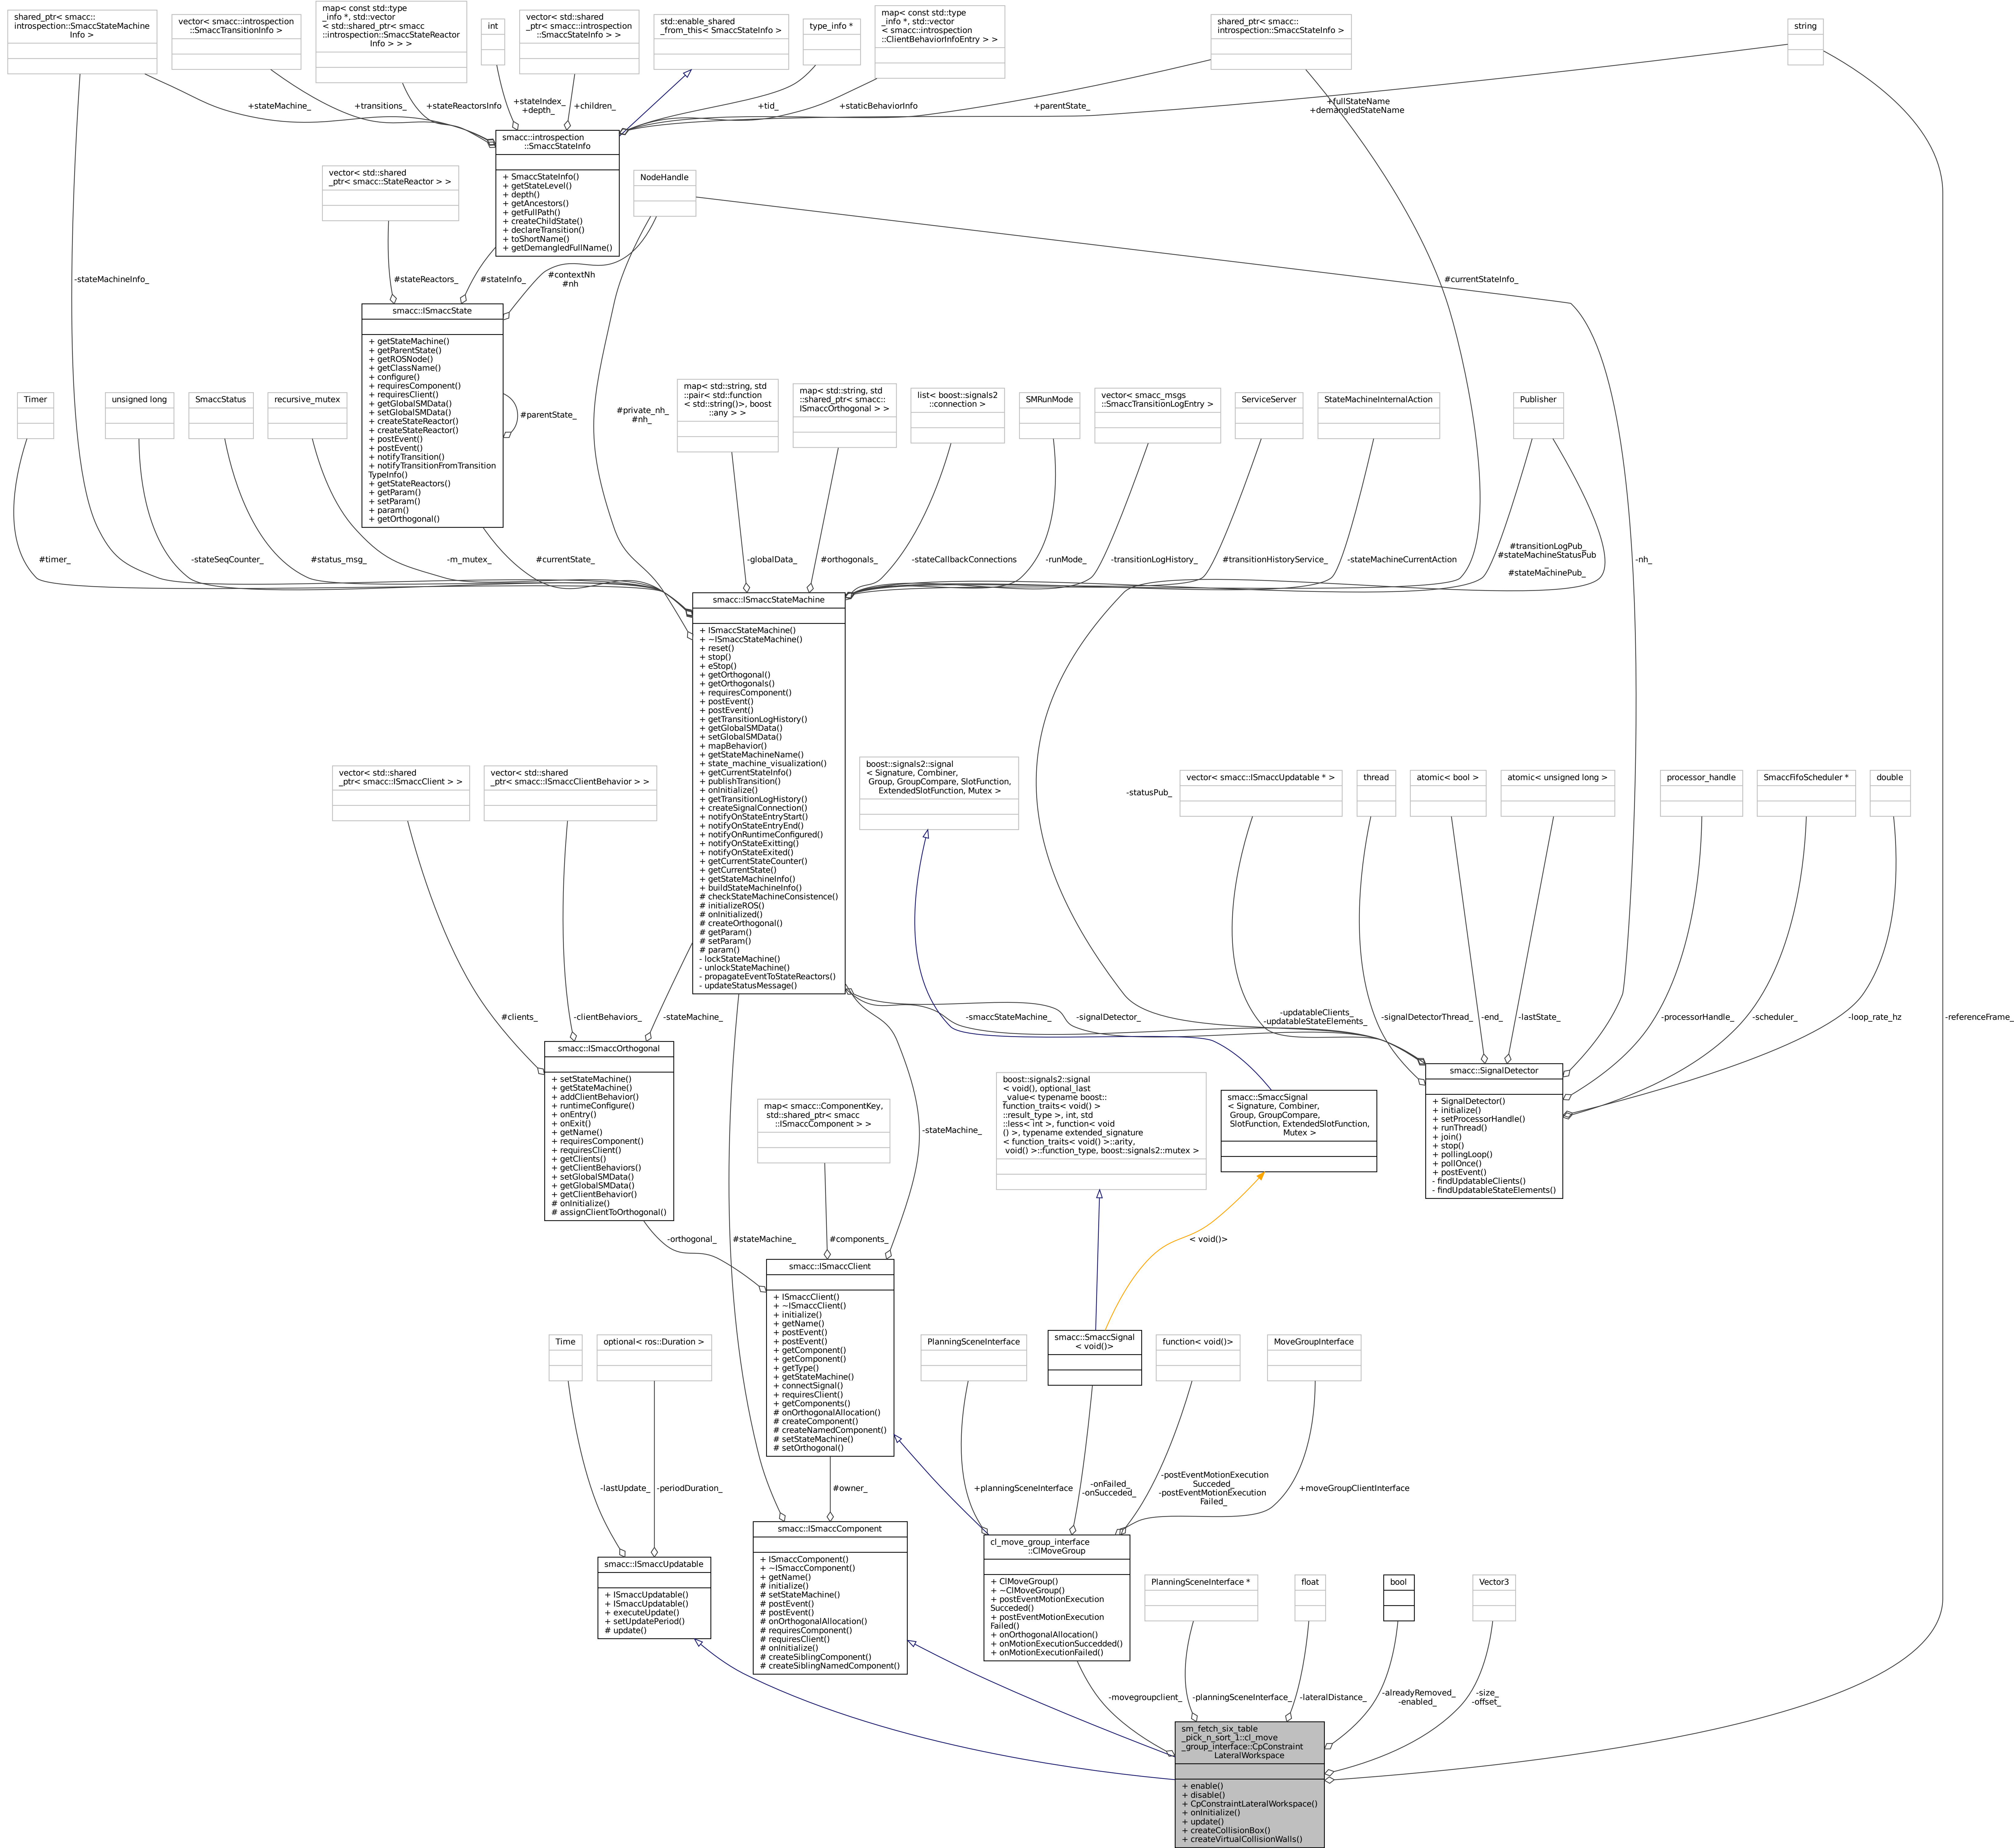 shared_ptr< smacc::
introspection::SmaccStateMachine
Info >
vector< smacc::introspection
::SmaccTransitionInfo >
map< const std::type
_info *, std::vector
< std::shared_ptr< smacc
::introspection::SmaccStateReactor
Info > > >
int
vector< std::shared
_ptr< smacc::introspection
::SmaccStateInfo > >
std::enable_shared
_from_this< SmaccStateInfo >
type_info *
map< const std::type
_info *, std::vector
< smacc::introspection
::ClientBehaviorInfoEntry > >
shared_ptr< smacc::
introspection::SmaccStateInfo >
string
+stateMachine_
+transitions_
+stateReactorsInfo
+stateIndex_
+depth_
+children_
+tid_
+staticBehaviorInfo
+parentState_
+fullStateName
+demangledStateName
smacc::introspection
::SmaccStateInfo
+ SmaccStateInfo()
+ getStateLevel()
+ depth()
+ getAncestors()
+ getFullPath()
+ createChildState()
+ declareTransition()
+ toShortName()
+ getDemangledFullName()
vector< std::shared
_ptr< smacc::StateReactor > >
NodeHandle
-stateMachineInfo_
#stateReactors_
#stateInfo_
#contextNh
#nh
#currentStateInfo_
smacc::ISmaccState
+ getStateMachine()
+ getParentState()
+ getROSNode()
+ getClassName()
+ configure()
+ requiresComponent()
+ requiresClient()
+ getGlobalSMData()
+ setGlobalSMData()
+ createStateReactor()
+ createStateReactor()
+ postEvent()
+ postEvent()
+ notifyTransition()
+ notifyTransitionFromTransition
TypeInfo()
+ getStateReactors()
+ getParam()
+ setParam()
+ param()
+ getOrthogonal()
#parentState_
#private_nh_
#nh_
Timer
unsigned long
SmaccStatus
recursive_mutex
map< std::string, std
::pair< std::function
< std::string()>, boost
::any > >
map< std::string, std
::shared_ptr< smacc::
ISmaccOrthogonal > >
list< boost::signals2
::connection >
SMRunMode
vector< smacc_msgs
::SmaccTransitionLogEntry >
ServiceServer
StateMachineInternalAction
Publisher
#timer_
-stateSeqCounter_
#status_msg_
-m_mutex_
#currentState_
-globalData_
#orthogonals_
-stateCallbackConnections
-runMode_
-transitionLogHistory_
#transitionHistoryService_
-stateMachineCurrentAction
#transitionLogPub_
#stateMachineStatusPub
_
#stateMachinePub_
-nh_
smacc::ISmaccStateMachine
+ ISmaccStateMachine()
+ ~ISmaccStateMachine()
+ reset()
+ stop()
+ eStop()
+ getOrthogonal()
+ getOrthogonals()
+ requiresComponent()
+ postEvent()
+ postEvent()
+ getTransitionLogHistory()
+ getGlobalSMData()
+ setGlobalSMData()
+ mapBehavior()
+ getStateMachineName()
+ state_machine_visualization()
+ getCurrentStateInfo()
+ publishTransition()
+ onInitialize()
+ getTransitionLogHistory()
+ createSignalConnection()
+ notifyOnStateEntryStart()
+ notifyOnStateEntryEnd()
+ notifyOnRuntimeConfigured()
+ notifyOnStateExitting()
+ notifyOnStateExited()
+ getCurrentStateCounter()
+ getCurrentState()
+ getStateMachineInfo()
+ buildStateMachineInfo()
# checkStateMachineConsistence()
# initializeROS()
# onInitialized()
# createOrthogonal()
# getParam()
# setParam()
# param()
- lockStateMachine()
- unlockStateMachine()
- propagateEventToStateReactors()
- updateStatusMessage()
vector< std::shared
_ptr< smacc::ISmaccClient > >
vector< std::shared
_ptr< smacc::ISmaccClientBehavior > >
boost::signals2::signal
< Signature, Combiner,
Group, GroupCompare, SlotFunction,
ExtendedSlotFunction, Mutex >
-statusPub_
vector< smacc::ISmaccUpdatable * >
thread
atomic< bool >
atomic< unsigned long >
processor_handle
SmaccFifoScheduler *
double
#clients_
-clientBehaviors_
-stateMachine_
-smaccStateMachine_
-signalDetector_
-updatableClients_
-updatableStateElements_
-signalDetectorThread_
-end_
-lastState_
-processorHandle_
-scheduler_
-loop_rate_hz
-referenceFrame_
smacc::ISmaccOrthogonal
+ setStateMachine()
+ getStateMachine()
+ addClientBehavior()
+ runtimeConfigure()
+ onEntry()
+ onExit()
+ getName()
+ requiresComponent()
+ requiresClient()
+ getClients()
+ getClientBehaviors()
+ setGlobalSMData()
+ getGlobalSMData()
+ getClientBehavior()
# onInitialize()
# assignClientToOrthogonal()
map< smacc::ComponentKey,
std::shared_ptr< smacc
::ISmaccComponent > >
-stateMachine_
boost::signals2::signal
< void(), optional_last
_value< typename boost::
function_traits< void() >
::result_type >, int, std
::less< int >, function< void
() >, typename extended_signature
< function_traits< void() >::arity,
void() >::function_type, boost::signals2::mutex >
smacc::SmaccSignal
< Signature, Combiner,
Group, GroupCompare,
SlotFunction, ExtendedSlotFunction,
Mutex >
smacc::SignalDetector
+ SignalDetector()
+ initialize()
+ setProcessorHandle()
+ runThread()
+ join()
+ stop()
+ pollingLoop()
+ pollOnce()
+ postEvent()
- findUpdatableClients()
- findUpdatableStateElements()
-orthogonal_
#stateMachine_
#components_
< void()>
smacc::ISmaccClient
+ ISmaccClient()
+ ~ISmaccClient()
+ initialize()
+ getName()
+ postEvent()
+ postEvent()
+ getComponent()
+ getComponent()
+ getType()
+ getStateMachine()
+ connectSignal()
+ requiresClient()
+ getComponents()
# onOrthogonalAllocation()
# createComponent()
# createNamedComponent()
# setStateMachine()
# setOrthogonal()
Time
optional< ros::Duration >
PlanningSceneInterface
smacc::SmaccSignal
< void()>
function< void()>
MoveGroupInterface
-lastUpdate_
-periodDuration_
#owner_
+planningSceneInterface
-onFailed_
-onSucceded_
-postEventMotionExecution
Succeded_
-postEventMotionExecution
Failed_
+moveGroupClientInterface
smacc::ISmaccUpdatable
+ ISmaccUpdatable()
+ ISmaccUpdatable()
+ executeUpdate()
+ setUpdatePeriod()
# update()
smacc::ISmaccComponent
+ ISmaccComponent()
+ ~ISmaccComponent()
+ getName()
# initialize()
# setStateMachine()
# postEvent()
# postEvent()
# onOrthogonalAllocation()
# requiresComponent()
# requiresClient()
# onInitialize()
# createSiblingComponent()
# createSiblingNamedComponent()
cl_move_group_interface
::ClMoveGroup
+ ClMoveGroup()
+ ~ClMoveGroup()
+ postEventMotionExecution
Succeded()
+ postEventMotionExecution
Failed()
+ onOrthogonalAllocation()
+ onMotionExecutionSuccedded()
+ onMotionExecutionFailed()
PlanningSceneInterface *
float
bool
Vector3
-movegroupclient_
-planningSceneInterface_
-lateralDistance_
-alreadyRemoved_
-enabled_
-size_
-offset_
sm_fetch_six_table
_pick_n_sort_1::cl_move
_group_interface::CpConstraint
LateralWorkspace
+ enable()
+ disable()
+ CpConstraintLateralWorkspace()
+ onInitialize()
+ update()
+ createCollisionBox()
+ createVirtualCollisionWalls()